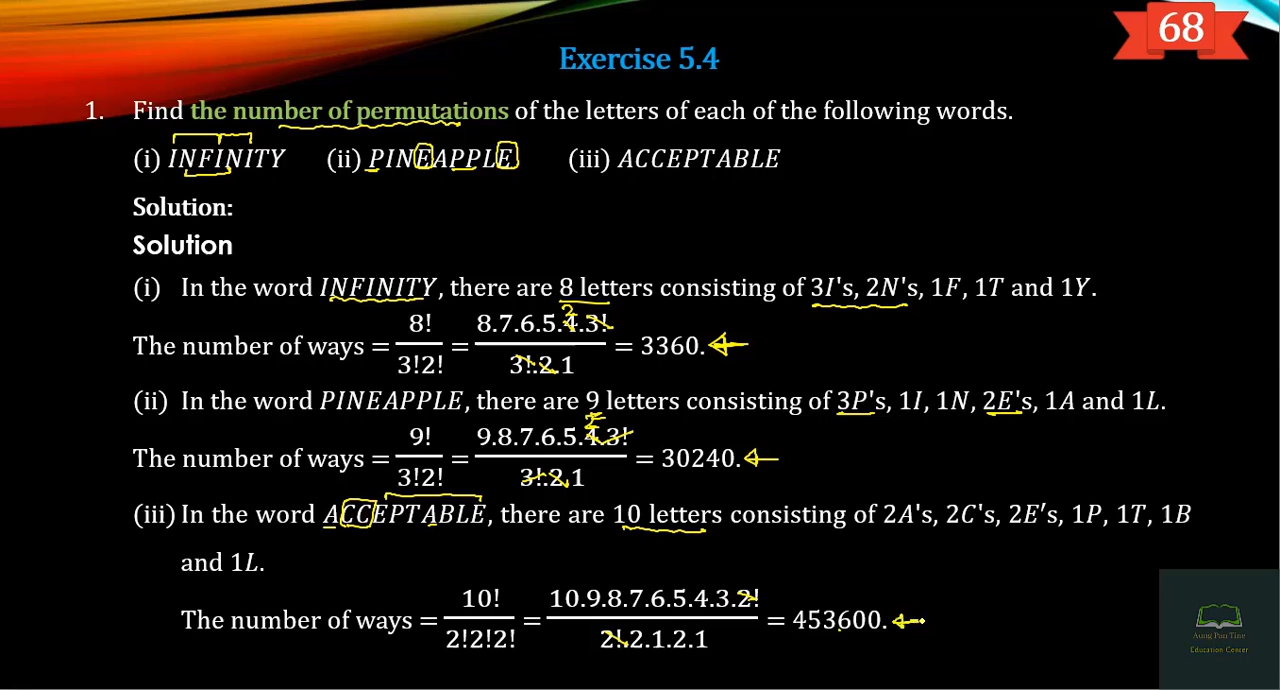 68
Exercise 5.4
1. Find the number of permutations of the letters of each of the following words.
(i) INFINITY (ii) PINEAPPLE (iii) ACCEPTABLE
Solution:
Solution
(i) In the word INFINITY, there are 8 letters consisting of 3I's, 2N's, 1F, 1T and 1Y.
The number of ways = 8!/3!2! = 8.7.6.5.4.3!/3!.2.1 = 3360.
2
(ii) In the word PINEAPPLE, there are 9 letters consisting of 3P's, 1I, 1N, 2E's, 1A and 1L.
The number of ways = 9!/3!2! = 9.8.7.6.5.4.3!/3!.2.1 = 30240.
2
(iii) In the word ACCEPTABLE, there are 10 letters consisting of 2A's, 2C's, 2E′s, 1P, 1T, 1B
and 1L.
The number of ways = 10!/2!2!2! = 10.9.8.7.6.5.4.3.2!/2!.2.1.2.1 = 453600.
Aung Pan Tine
Education Center